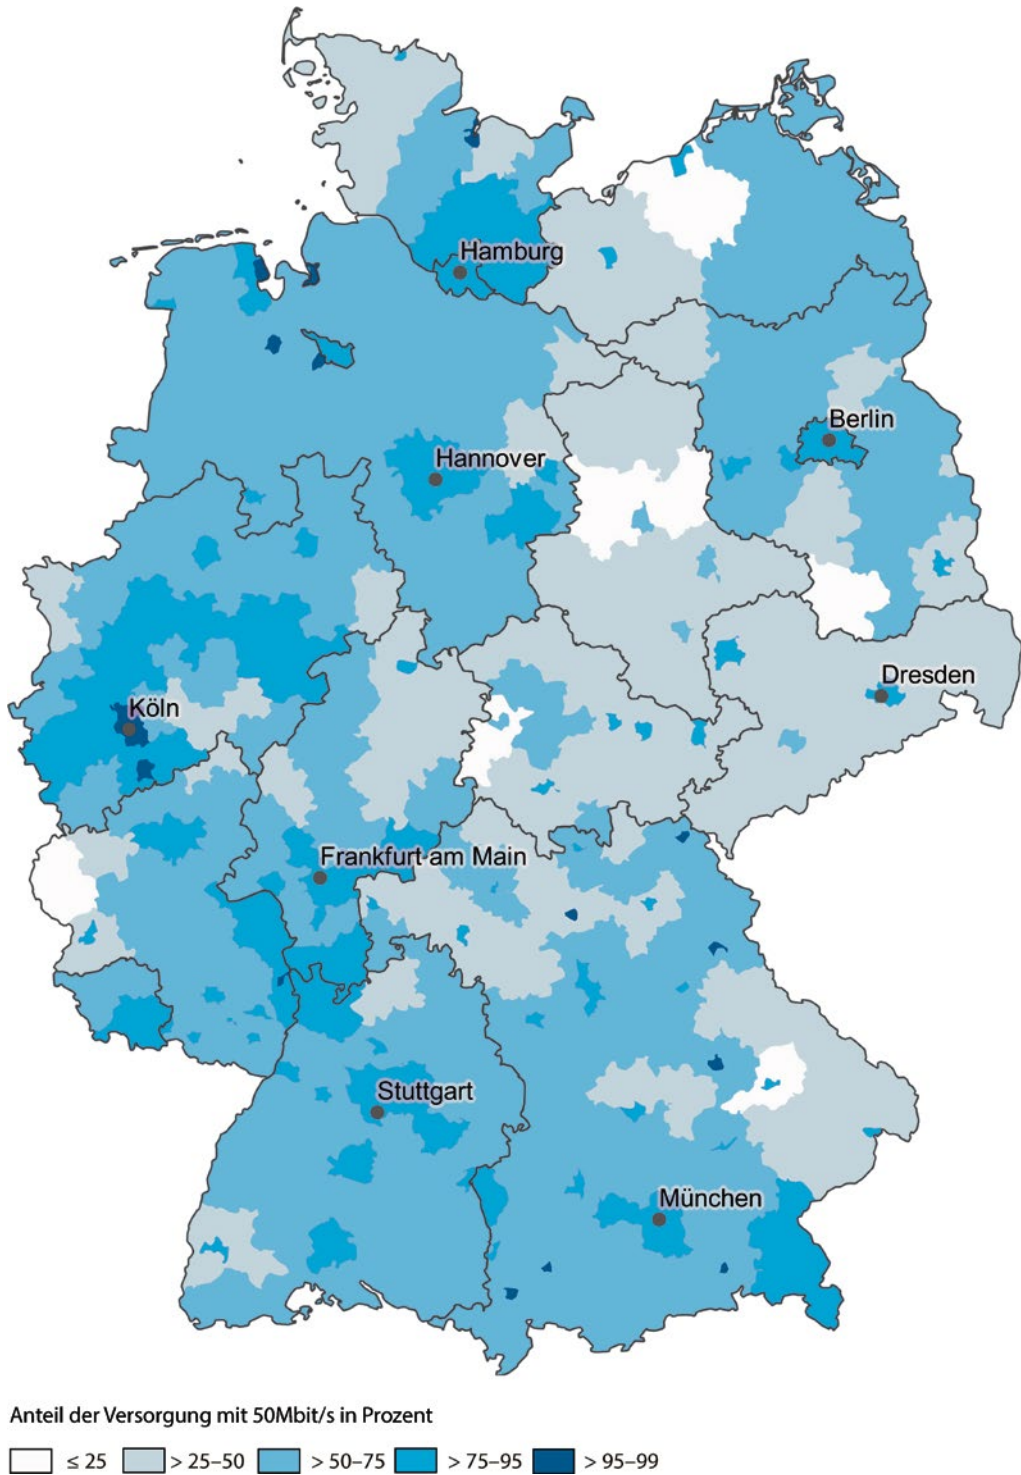 Hamburg
Berlin
Hannover
Dresden
Köln
Frankfurt am Main
Stuttgart
München
Anteil der Versorgung mit 50Mbit/s in Prozent
≤ 25 > 25–50 > 50–75 > 75–95 > 95–99